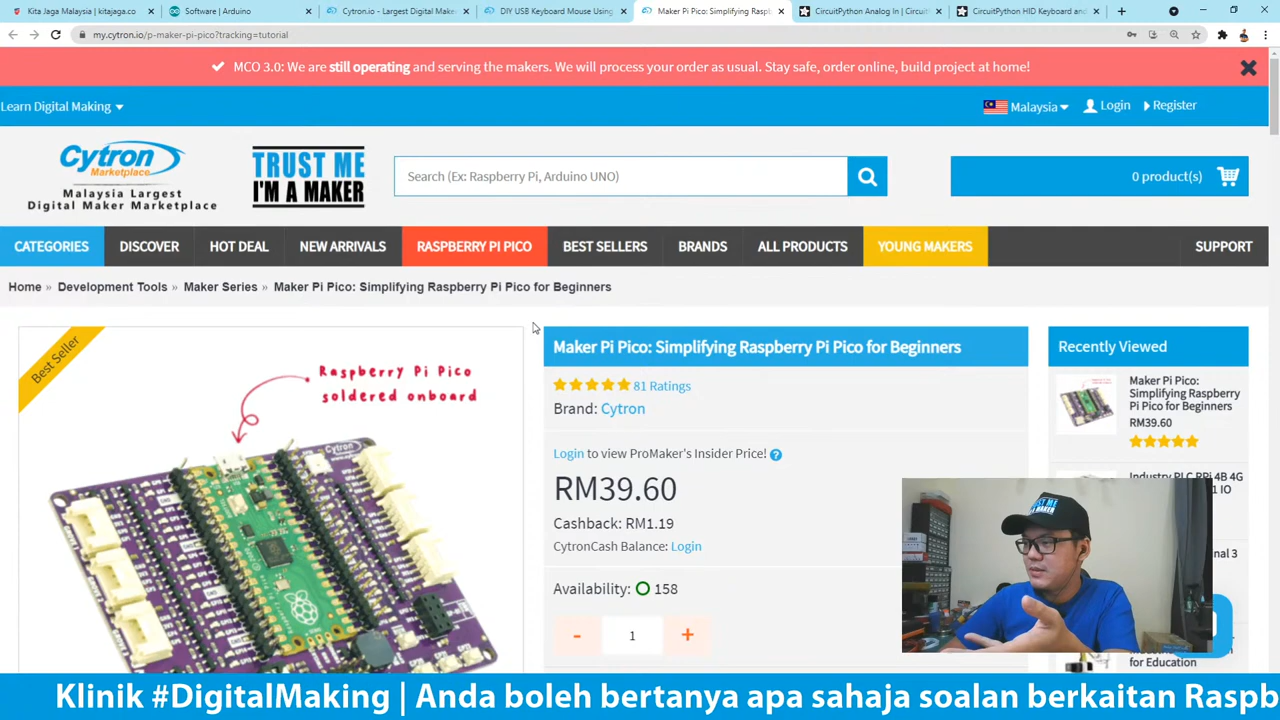 Kita Jaga Malaysia | kitajaga.co
Software | Arduino
Cytron.io - Largest Digital Make
DIY USB Keyboard Mouse Using
Maker Pi Pico: Simplifying Raspb
CircuitPython Analog In | Circuit
CircuitPython HID Keyboard and
my.cytron.io/p-maker-pi-pico?tracking=tutorial
MCO 3.0: We are still operating and serving the makers. We will process your order as usual. Stay safe, order online, build project at home!
Learn Digital Making
Malaysia
Login
Register
Cytron
Marketplace
Malaysia Largest
Digital Maker Marketplace
TRUST ME
I'M A MAKER
Search (Ex: Raspberry Pi, Arduino UNO)
0 product(s)
CATEGORIES
DISCOVER
HOT DEAL
NEW ARRIVALS
RASPBERRY PI PICO
BEST SELLERS
BRANDS
ALL PRODUCTS
YOUNG MAKERS
SUPPORT
Home » Development Tools » Maker Series » Maker Pi Pico: Simplifying Raspberry Pi Pico for Beginners
Best Seller
Raspberry Pi Pico
soldered onboard
Cytron
Maker Pi Pico: Simplifying Raspberry Pi Pico for Beginners
81 Ratings
Brand: Cytron
Login to view ProMaker's Insider Price! ?
RM39.60
Cashback: RM1.19
CytronCash Balance: Login
Availability: 158
- 1 +
Recently Viewed
Maker Pi Pico:
Simplifying Raspberry
Pi Pico for Beginners
RM39.60
Industry PLC RPi 4B 4G
1 IO
for Education
TRUST ME
Klinik #DigitalMaking | Anda boleh bertanya apa sahaja soalan berkaitan Raspb